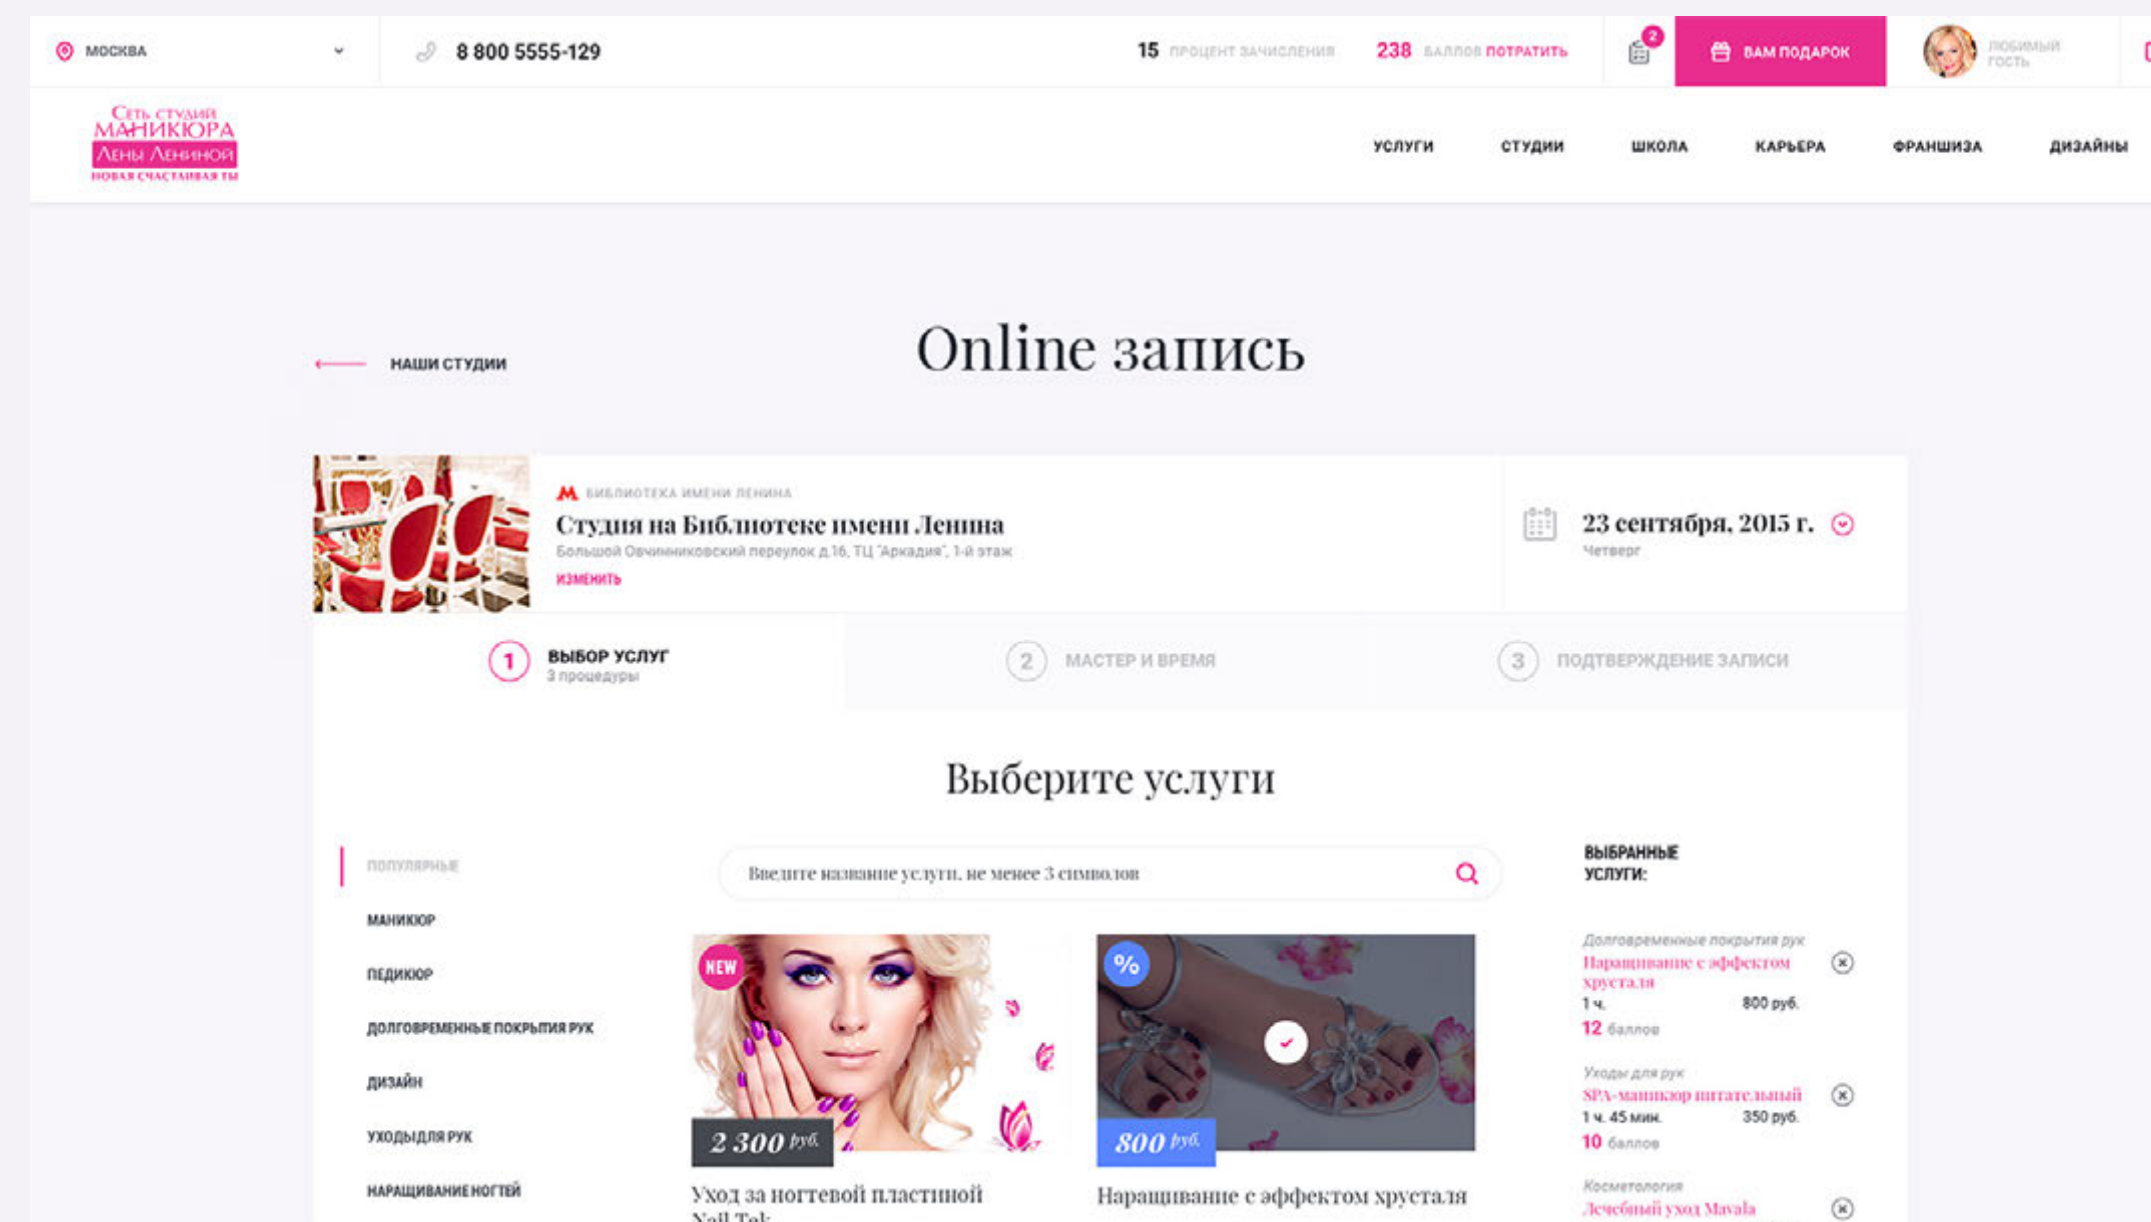 МОСКВА
8 800 5555-129
15 ПРОЦЕНТ ЗАЧИСЛЕНИЯ
238 БАЛЛОВ ПОТРАТИТЬ
2
ВАМ ПОДАРОК
ЛЮБИМЫЙ
ГОСТЬ
СЕТЬ СТУДИЙ
МАНИКЮРА
ЛЕНЫ ЛЕНИНОЙ
НОВАЯ СЧАСТЛИВАЯ ТЫ
УСЛУГИ
СТУДИИ
ШКОЛА
КАРЬЕРА
ФРАНШИЗА
ДИЗАЙНЫ
НАШИ СТУДИИ
Online запись
БИБЛИОТЕКА ИМЕНИ ЛЕНИНА
Студия на Библиотеке имени Ленина
Большой Овчинниковский переулок д.16, ТЦ "Аркадия", 1-й этаж
ИЗМЕНИТЬ
23 сентября, 2015 г.
Четверг
1 ВЫБОР УСЛУГ
3 процедуры
2 МАСТЕР И ВРЕМЯ
3 ПОДТВЕРЖДЕНИЕ ЗАПИСИ
Выберите услуги
ПОПУЛЯРНЫЕ
МАНИКЮР
ПЕДИКЮР
ДОЛГОВРЕМЕННЫЕ ПОКРЫТИЯ РУК
ДИЗАЙН
УХОДЫ ДЛЯ РУК
НАРАЩИВАНИЕ НОГТЕЙ
Введите название услуги, не менее 3 символов
NEW
2 300 руб.
Уход за ногтевой пластиной
Nail Tek
%
800 руб.
Наращивание с эффектом хрусталя
ВЫБРАННЫЕ
УСЛУГИ:
Долговременные покрытия рук
Наращивание с эффектом
хрусталя
1 ч. 800 руб.
12 баллов
Уходы для рук
SPA-маникюр питательный
1 ч. 45 мин. 350 руб.
10 баллов
Косметология
Лечебный уход Mavala